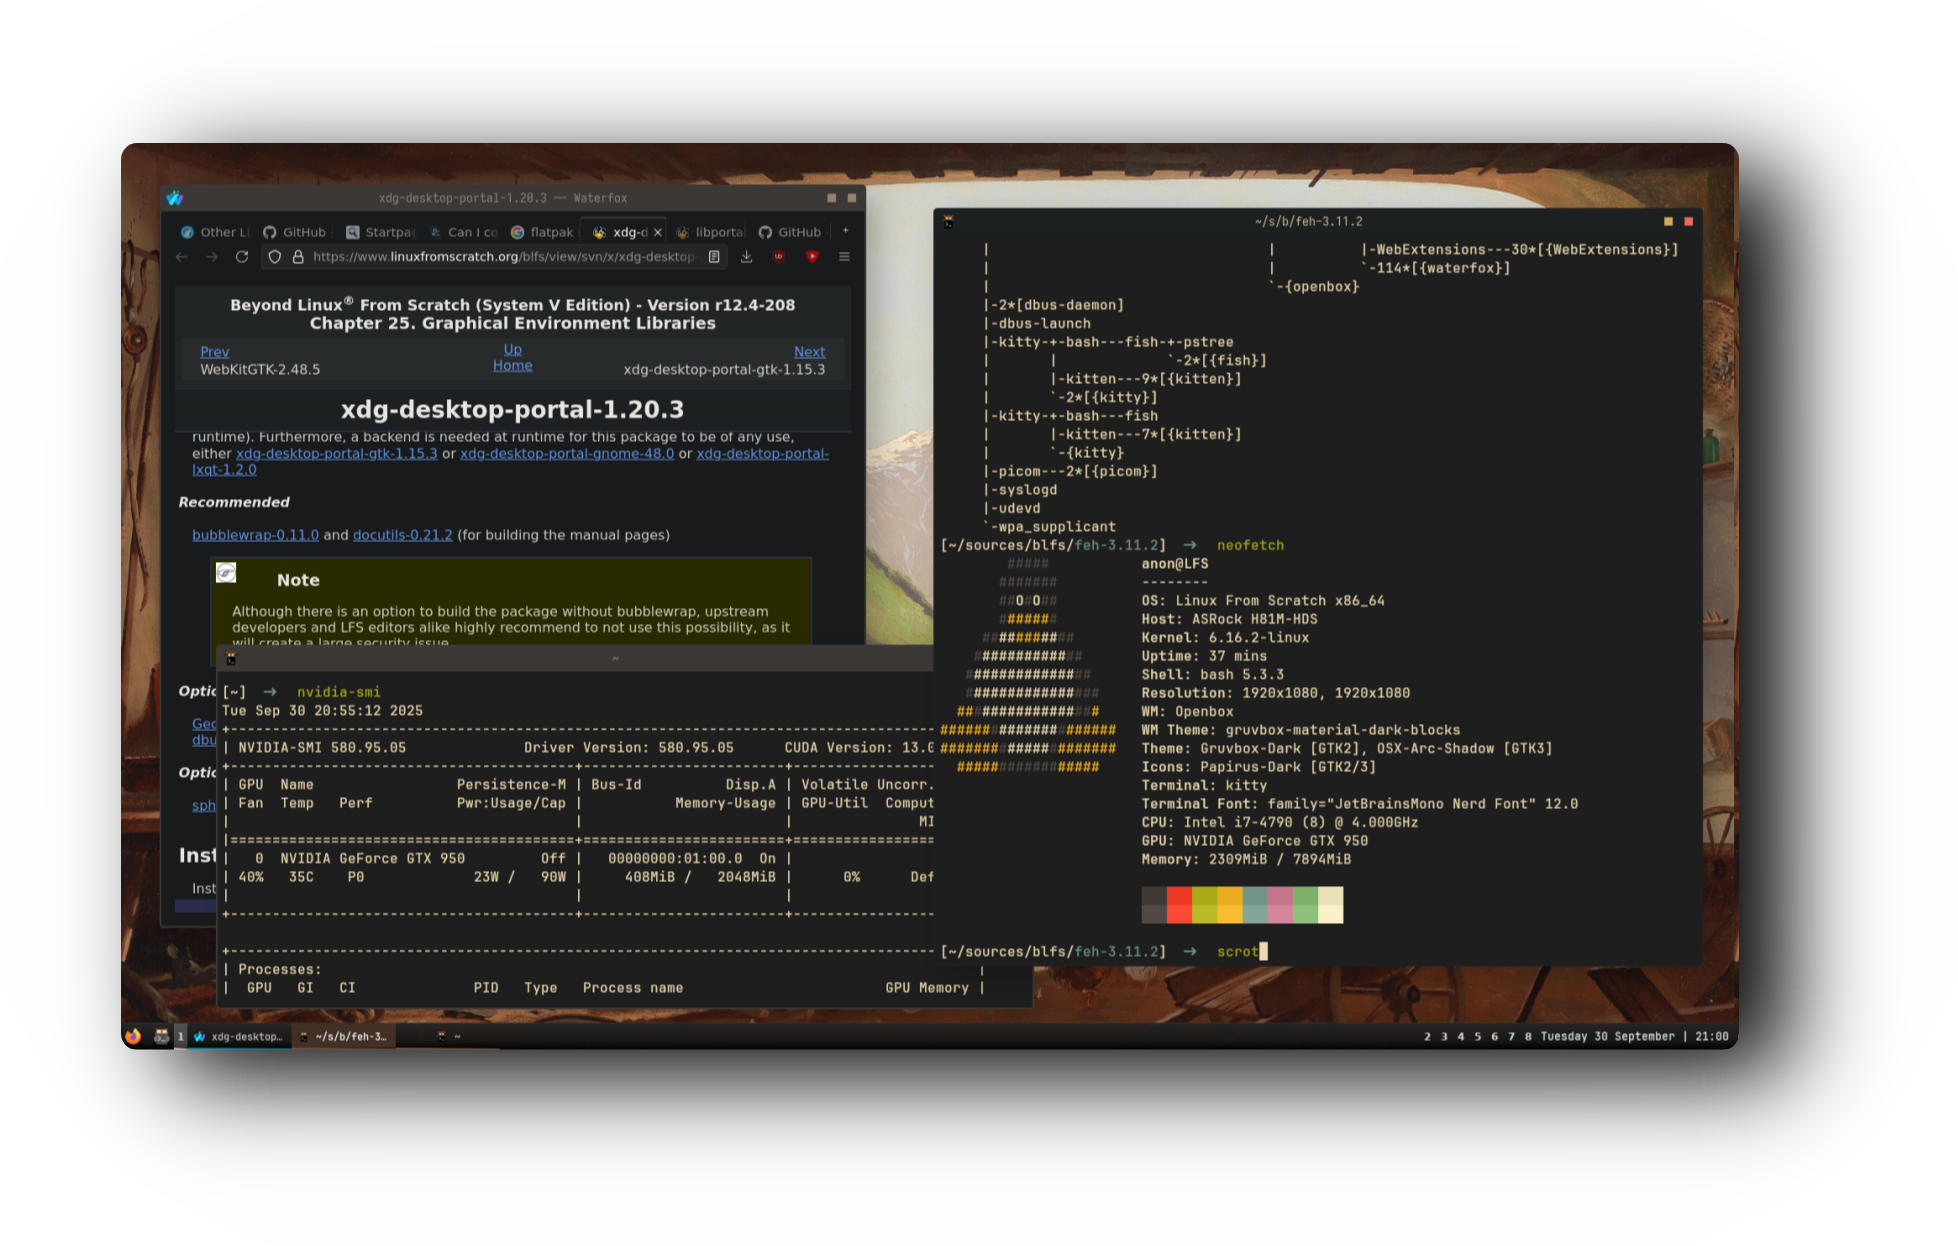 xdg-desktop-portal-1.20.3 — Waterfox
Other Li
GitHub
Startpa
Can I co
flatpak
xdg-d
libporta
GitHub
https://www.linuxfromscratch.org/blfs/view/svn/x/xdg-desktop-
Beyond Linux® From Scratch (System V Edition) - Version r12.4-208
Chapter 25. Graphical Environment Libraries
Prev Up Next
WebKitGTK-2.48.5 Home xdg-desktop-portal-gtk-1.15.3
xdg-desktop-portal-1.20.3
runtime). Furthermore, a backend is needed at runtime for this package to be of any use,
either xdg-desktop-portal-gtk-1.15.3 or xdg-desktop-portal-gnome-48.0 or xdg-desktop-portal-
lxqt-1.2.0
Recommended
bubblewrap-0.11.0 and docutils-0.21.2 (for building the manual pages)
Note
Although there is an option to build the package without bubblewrap, upstream
developers and LFS editors alike highly recommend to not use this possibility, as it
will create a large security issue.
Optio
Geo
dbu
Optio
sph
Inst
Inst
~
[~] → nvidia-smi
Tue Sep 30 20:55:12 2025
+-----------------------------------------------------------------------------------------
| NVIDIA-SMI 580.95.05              Driver Version: 580.95.05      CUDA Version: 13.0
+-----------------------------------------+------------------------+-----------------
| GPU  Name                 Persistence-M | Bus-Id          Disp.A | Volatile Uncorr.
| Fan  Temp   Perf          Pwr:Usage/Cap |           Memory-Usage | GPU-Util  Comput
|                                         |                        |               MI
|=========================================+========================+=================
|   0  NVIDIA GeForce GTX 950         Off |   00000000:01:00.0  On |
| 40%   35C    P0             23W /   90W |     408MiB /   2048MiB |      0%      Def
|                                         |                        |
+-----------------------------------------+------------------------+-----------------
+-----------------------------------------------------------------------------------------
| Processes:                                                                              |
|  GPU   GI   CI              PID   Type   Process name                        GPU Memory |
~/s/b/feh-3.11.2
|                                 |          |-WebExtensions---30*[{WebExtensions}]
|                                 |          `-114*[{waterfox}]
|                                 `-{openbox}
|-2*[dbus-daemon]
|-dbus-launch
|-kitty-+-bash---fish-+-pstree
|       |             `-2*[{fish}]
|       |-kitten---9*[{kitten}]
|       `-2*[{kitty}]
|-kitty-+-bash---fish
|       |-kitten---7*[{kitten}]
|       `-{kitty}
|-picom---2*[{picom}]
|-syslogd
|-udevd
`-wpa_supplicant
[~/sources/blfs/feh-3.11.2] → neofetch
        #####              anon@LFS
       #######             --------
       ##O#O##             OS: Linux From Scratch x86_64
       #######             Host: ASRock H81M-HDS
     ###########           Kernel: 6.16.2-linux
    #############          Uptime: 37 mins
   ###############         Shell: bash 5.3.3
   ################        Resolution: 1920x1080, 1920x1080
  #################        WM: Openbox
#####################      WM Theme: gruvbox-material-dark-blocks
#####################      Theme: Gruvbox-Dark [GTK2], OSX-Arc-Shadow [GTK3]
  #################        Icons: Papirus-Dark [GTK2/3]
                           Terminal: kitty
                           Terminal Font: family="JetBrainsMono Nerd Font" 12.0
                           CPU: Intel i7-4790 (8) @ 4.000GHz
                           GPU: NVIDIA GeForce GTX 950
                           Memory: 2309MiB / 7894MiB
[~/sources/blfs/feh-3.11.2] → scrot
1 xdg-desktop… ~/s/b/feh-3… ~ 2 3 4 5 6 7 8 Tuesday 30 September | 21:00